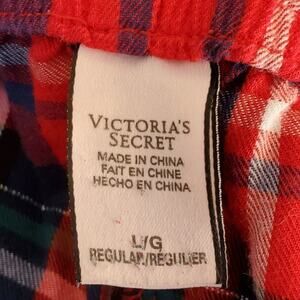 VICTORIA'S
SECRET
MADE IN CHINA
FAIT EN CHINE
HECHO EN CHINA
L/G
REGULAR/REGULIER